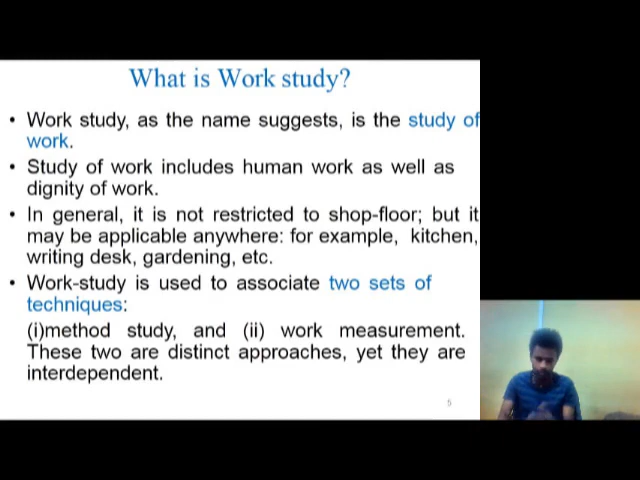 What is Work study?
• Work study, as the name suggests, is the study of
work.
• Study of work includes human work as well as
dignity of work.
• In general, it is not restricted to shop-floor; but it
may be applicable anywhere: for example, kitchen,
writing desk, gardening, etc.
• Work-study is used to associate two sets of
techniques:
(i)method study, and (ii) work measurement.
These two are distinct approaches, yet they are
interdependent.
5